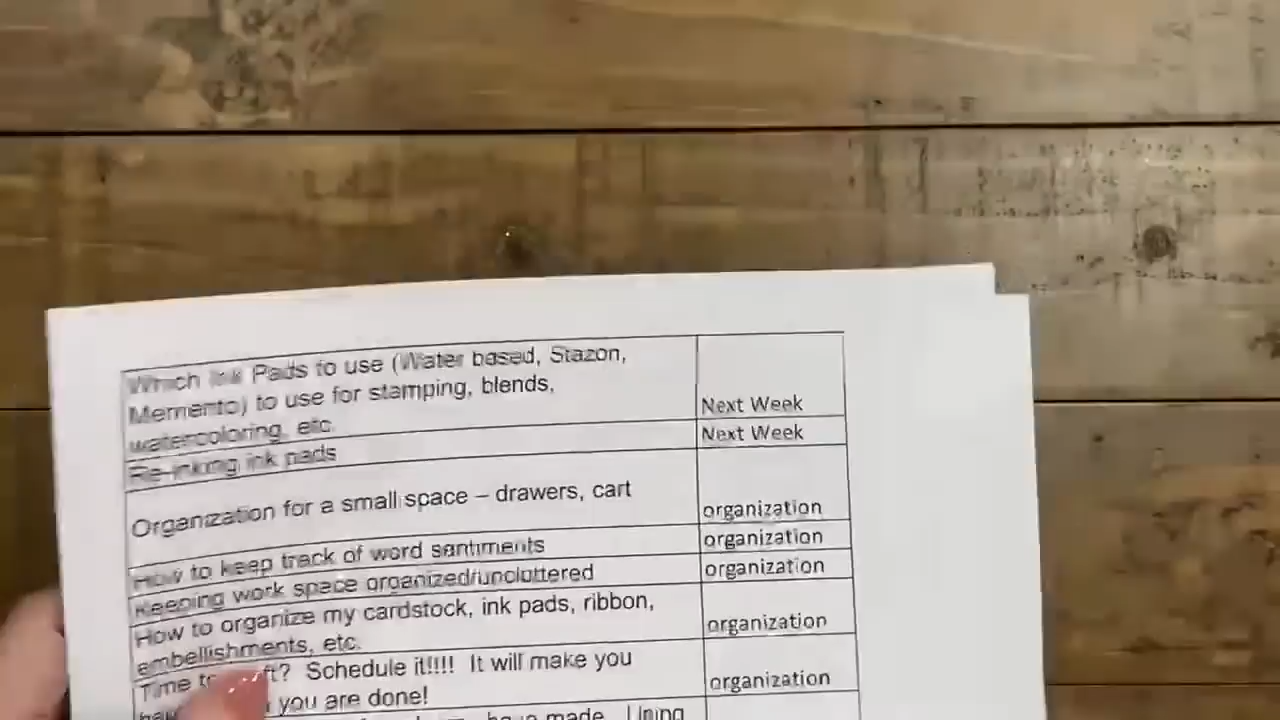 Which Ink Pads to use (Water based, Stazon,
Memento) to use for stamping, blends,
watercoloring, etc.
Next Week
Re-inking ink pads
Next Week
Organization for a small space – drawers, cart
organization
How to keep track of word sentiments
organization
Keeping work space organized/uncluttered
organization
How to organize my cardstock, ink pads, ribbon,
embellishments, etc.
organization
Time to ? Schedule it!!!! It will make you
you are done!
organization
made. Using